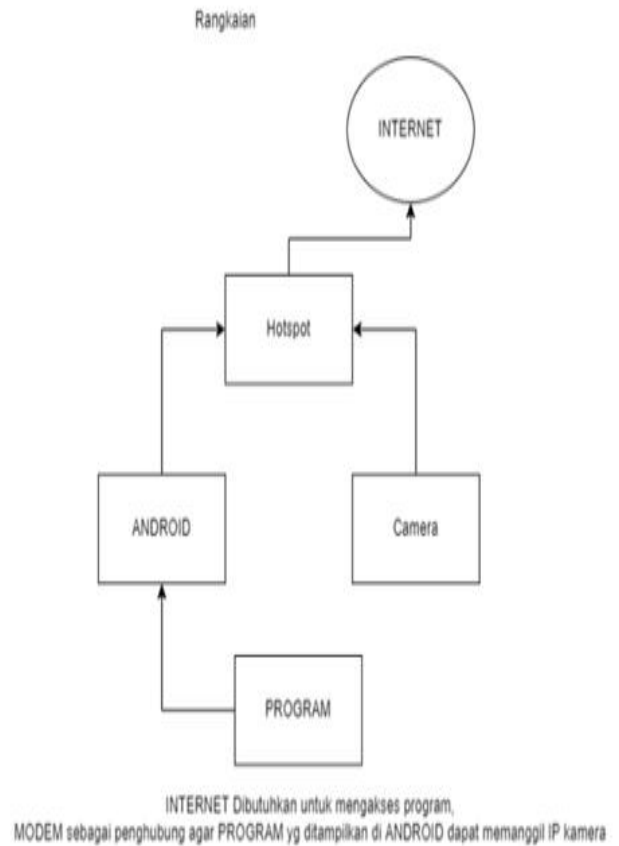 Rangkaian
INTERNET
Hotspot
ANDROID
Camera
PROGRAM
INTERNET Dibutuhkan untuk mengakses program,
MODEM sebagai penghubung agar PROGRAM yg ditampilkan di ANDROID dapat memanggil IP kamera